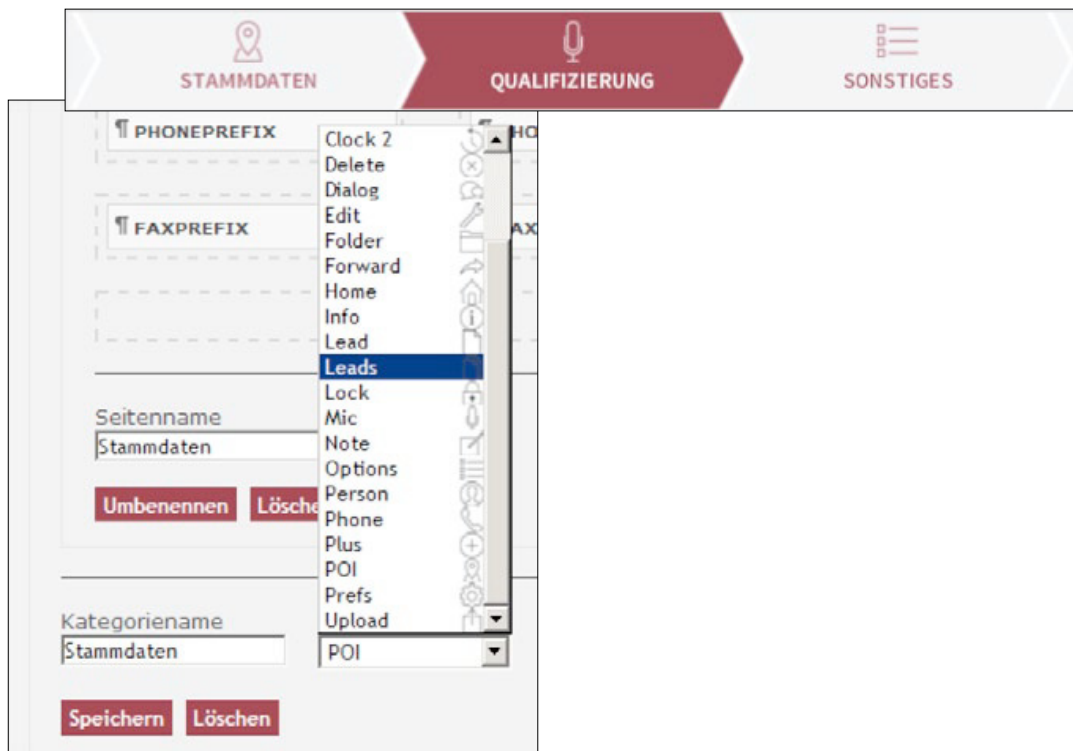 STAMMDATEN
QUALIFIZIERUNG
SONSTIGES
¶ PHONEPREFIX
¶ FAXPREFIX
Clock 2
Delete
Dialog
Edit
Folder
Forward
Home
Info
Lead
Leads
Lock
Mic
Note
Options
Person
Phone
Plus
POI
Prefs
Upload
Seitenname
Stammdaten
Umbenennen
Kategoriename
Stammdaten
POI
Speichern
Löschen